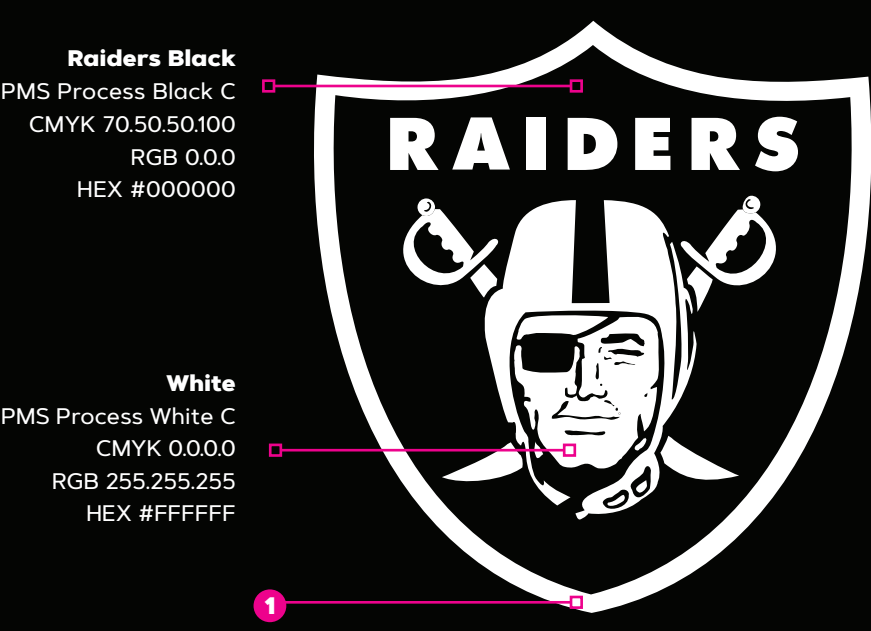 Raiders Black
PMS Process Black C
CMYK 70.50.50.100
RGB 0.0.0
HEX #000000
RAIDERS
White
PMS Process White C
CMYK 0.0.0.0
RGB 255.255.255
HEX #FFFFFF
1